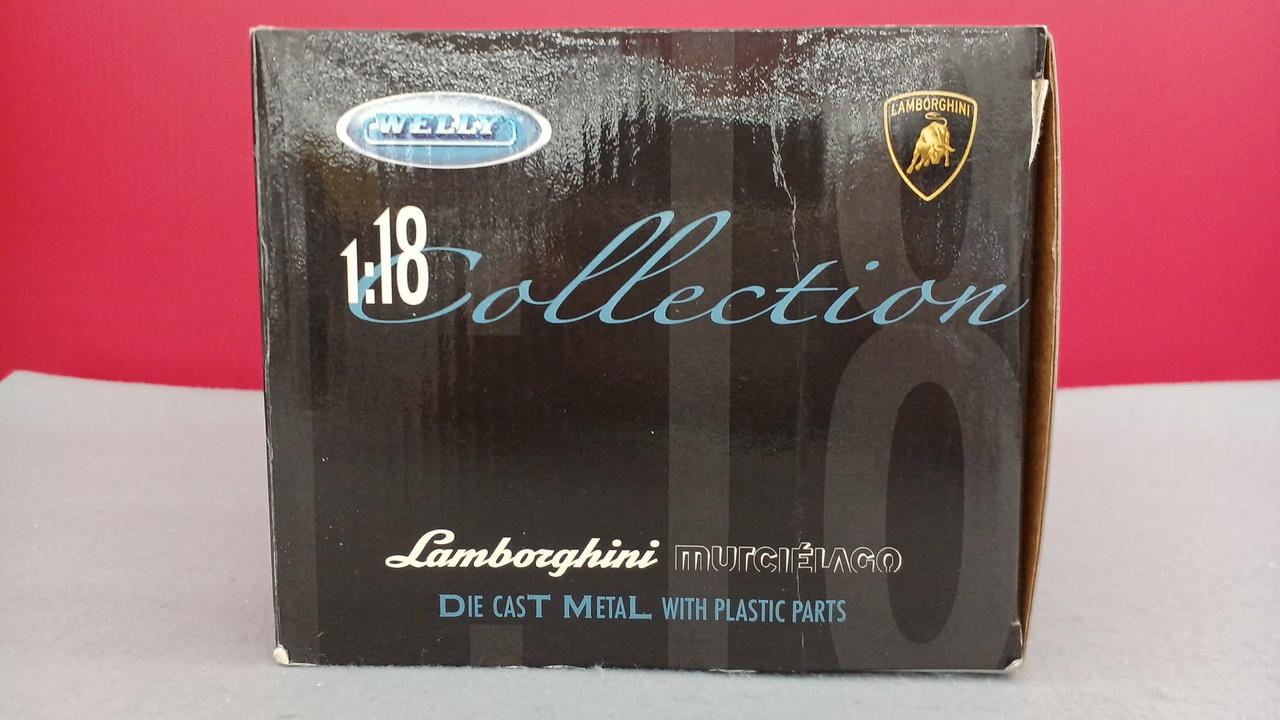 WELLY
LAMBORGHINI
1:18
Collection
Lamborghini MURCIÉLAGO
DIE CAST METAL WITH PLASTIC PARTS